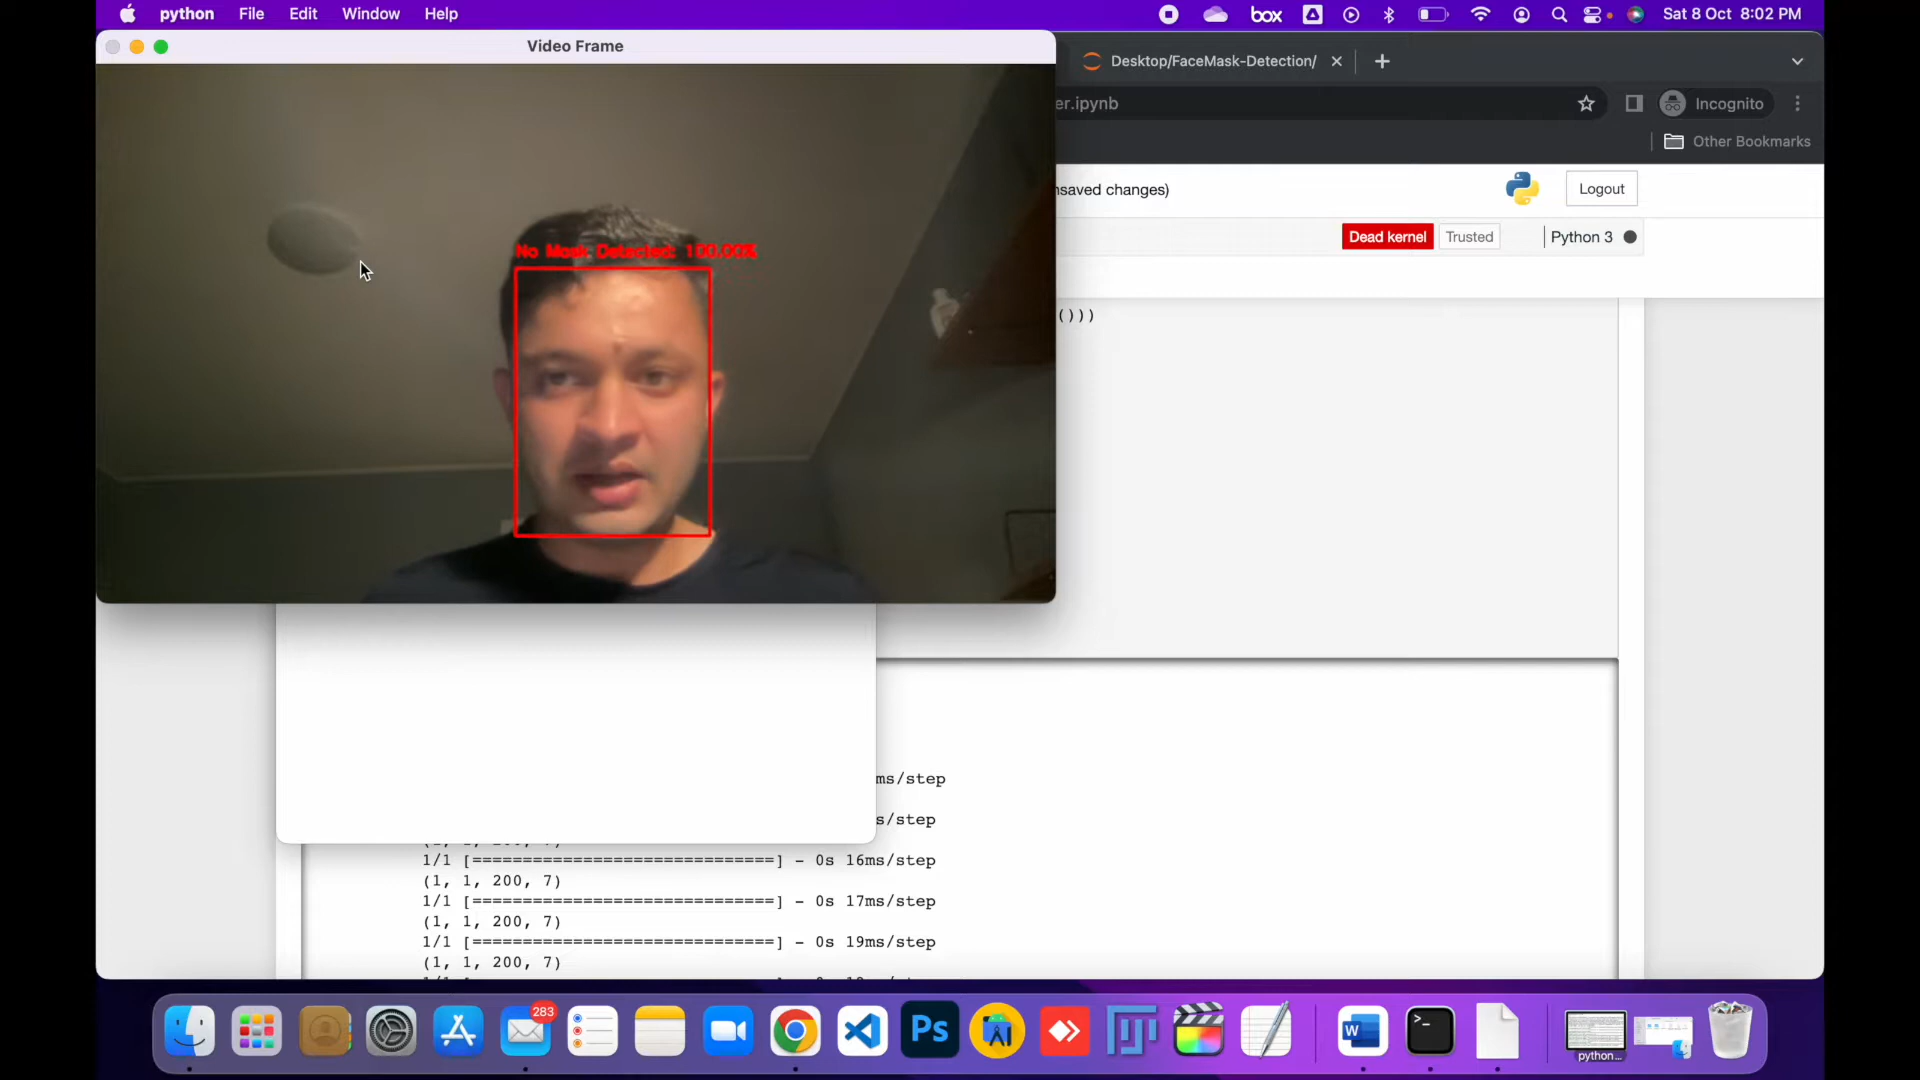 python File Edit Window Help
box Sat 8 Oct 8:02 PM
Video Frame
Desktop/FaceMask-Detection/
er.ipynb
Incognito
Other Bookmarks
nsaved changes)
Logout
Dead kernel
Trusted
Python 3
No Mask Detected: 100.00%
()))
ms/step
s/step
1/1 [==============================] - 0s 16ms/step
(1, 1, 200, 7)
1/1 [==============================] - 0s 17ms/step
(1, 1, 200, 7)
1/1 [==============================] - 0s 19ms/step
(1, 1, 200, 7)
283
Ps
W
>_
python...